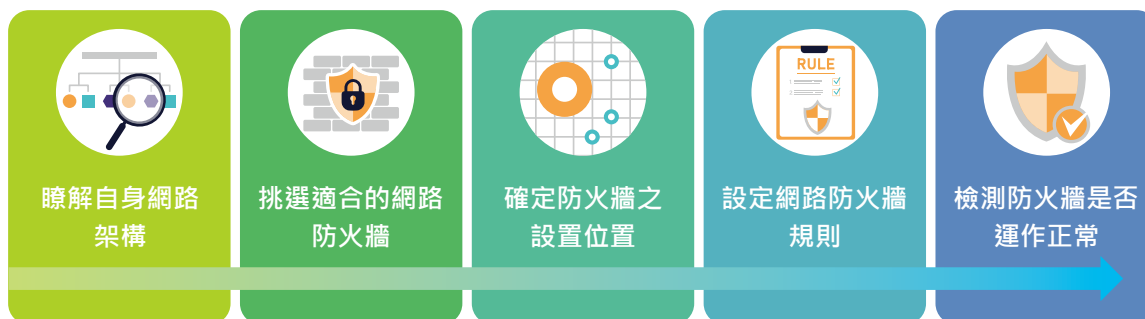 瞭解自身網路
架構
挑選適合的網路
防火牆
確定防火牆之
設置位置
RULE
設定網路防火牆
規則
檢測防火牆是否
運作正常